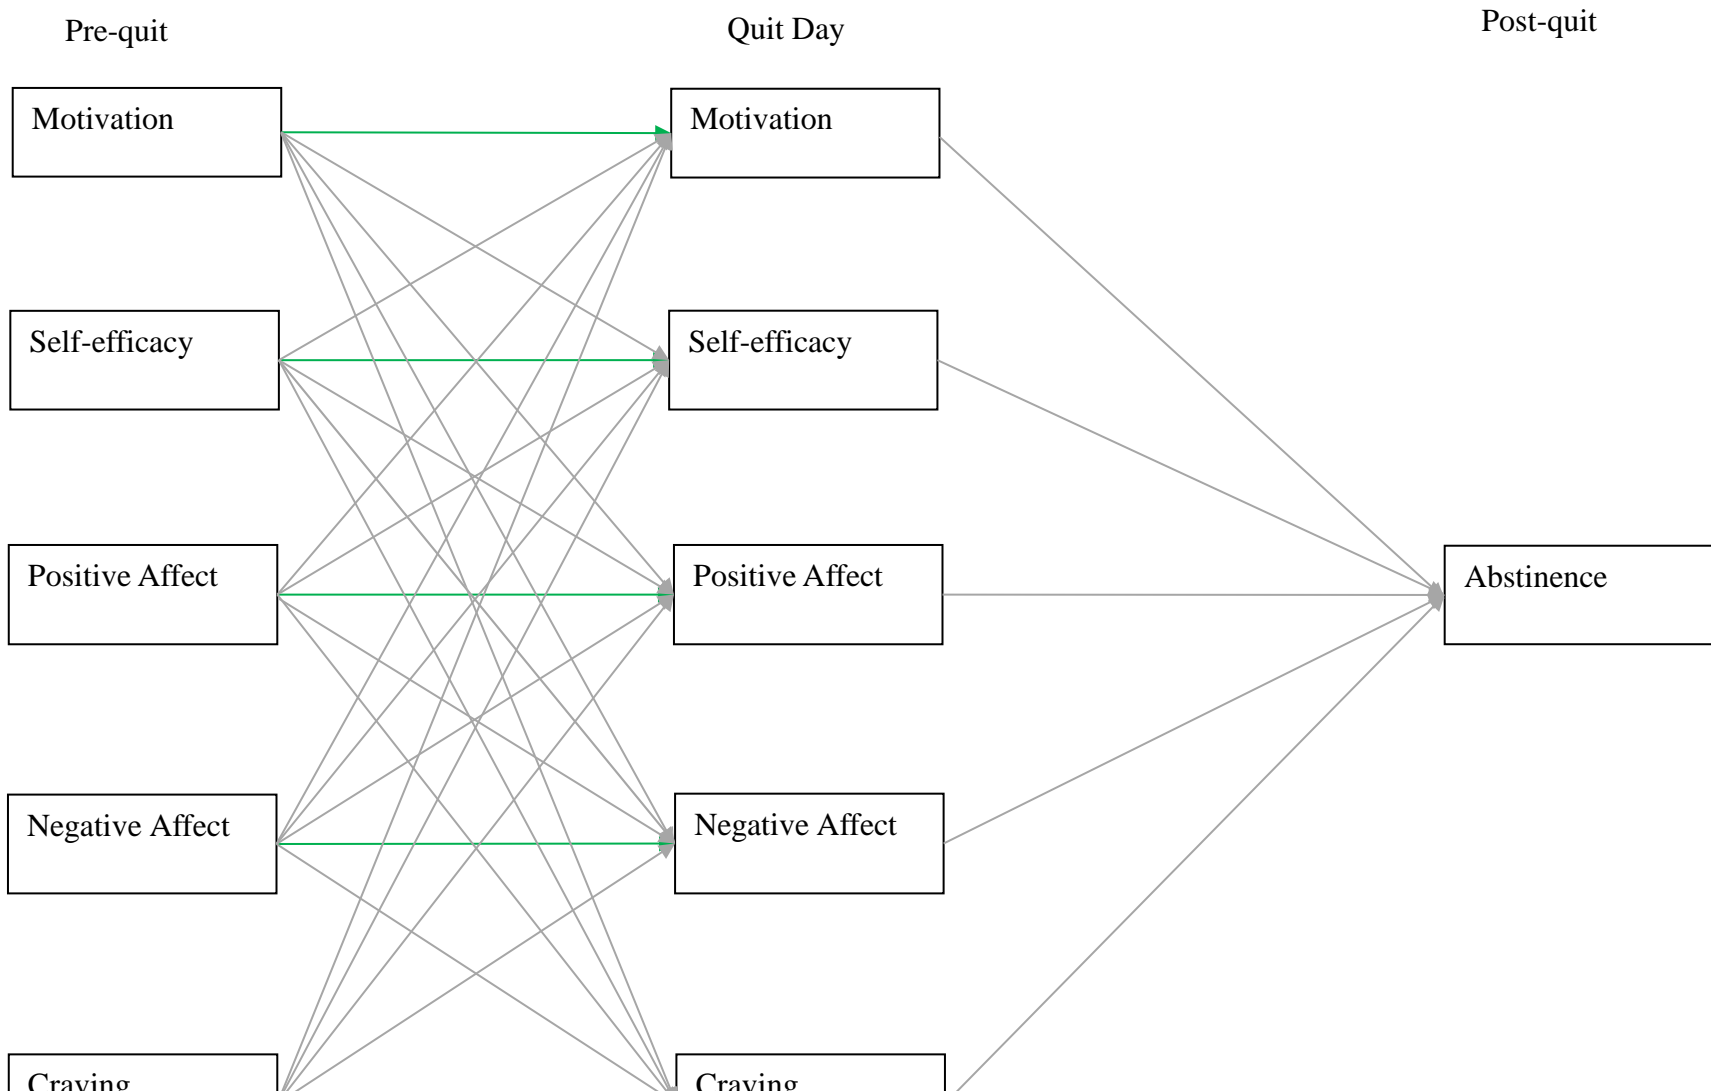 Pre-quit
Quit Day
Post-quit
Motivation
Motivation
Self-efficacy
Self-efficacy
Positive Affect
Positive Affect
Abstinence
Negative Affect
Negative Affect
Craving
Craving